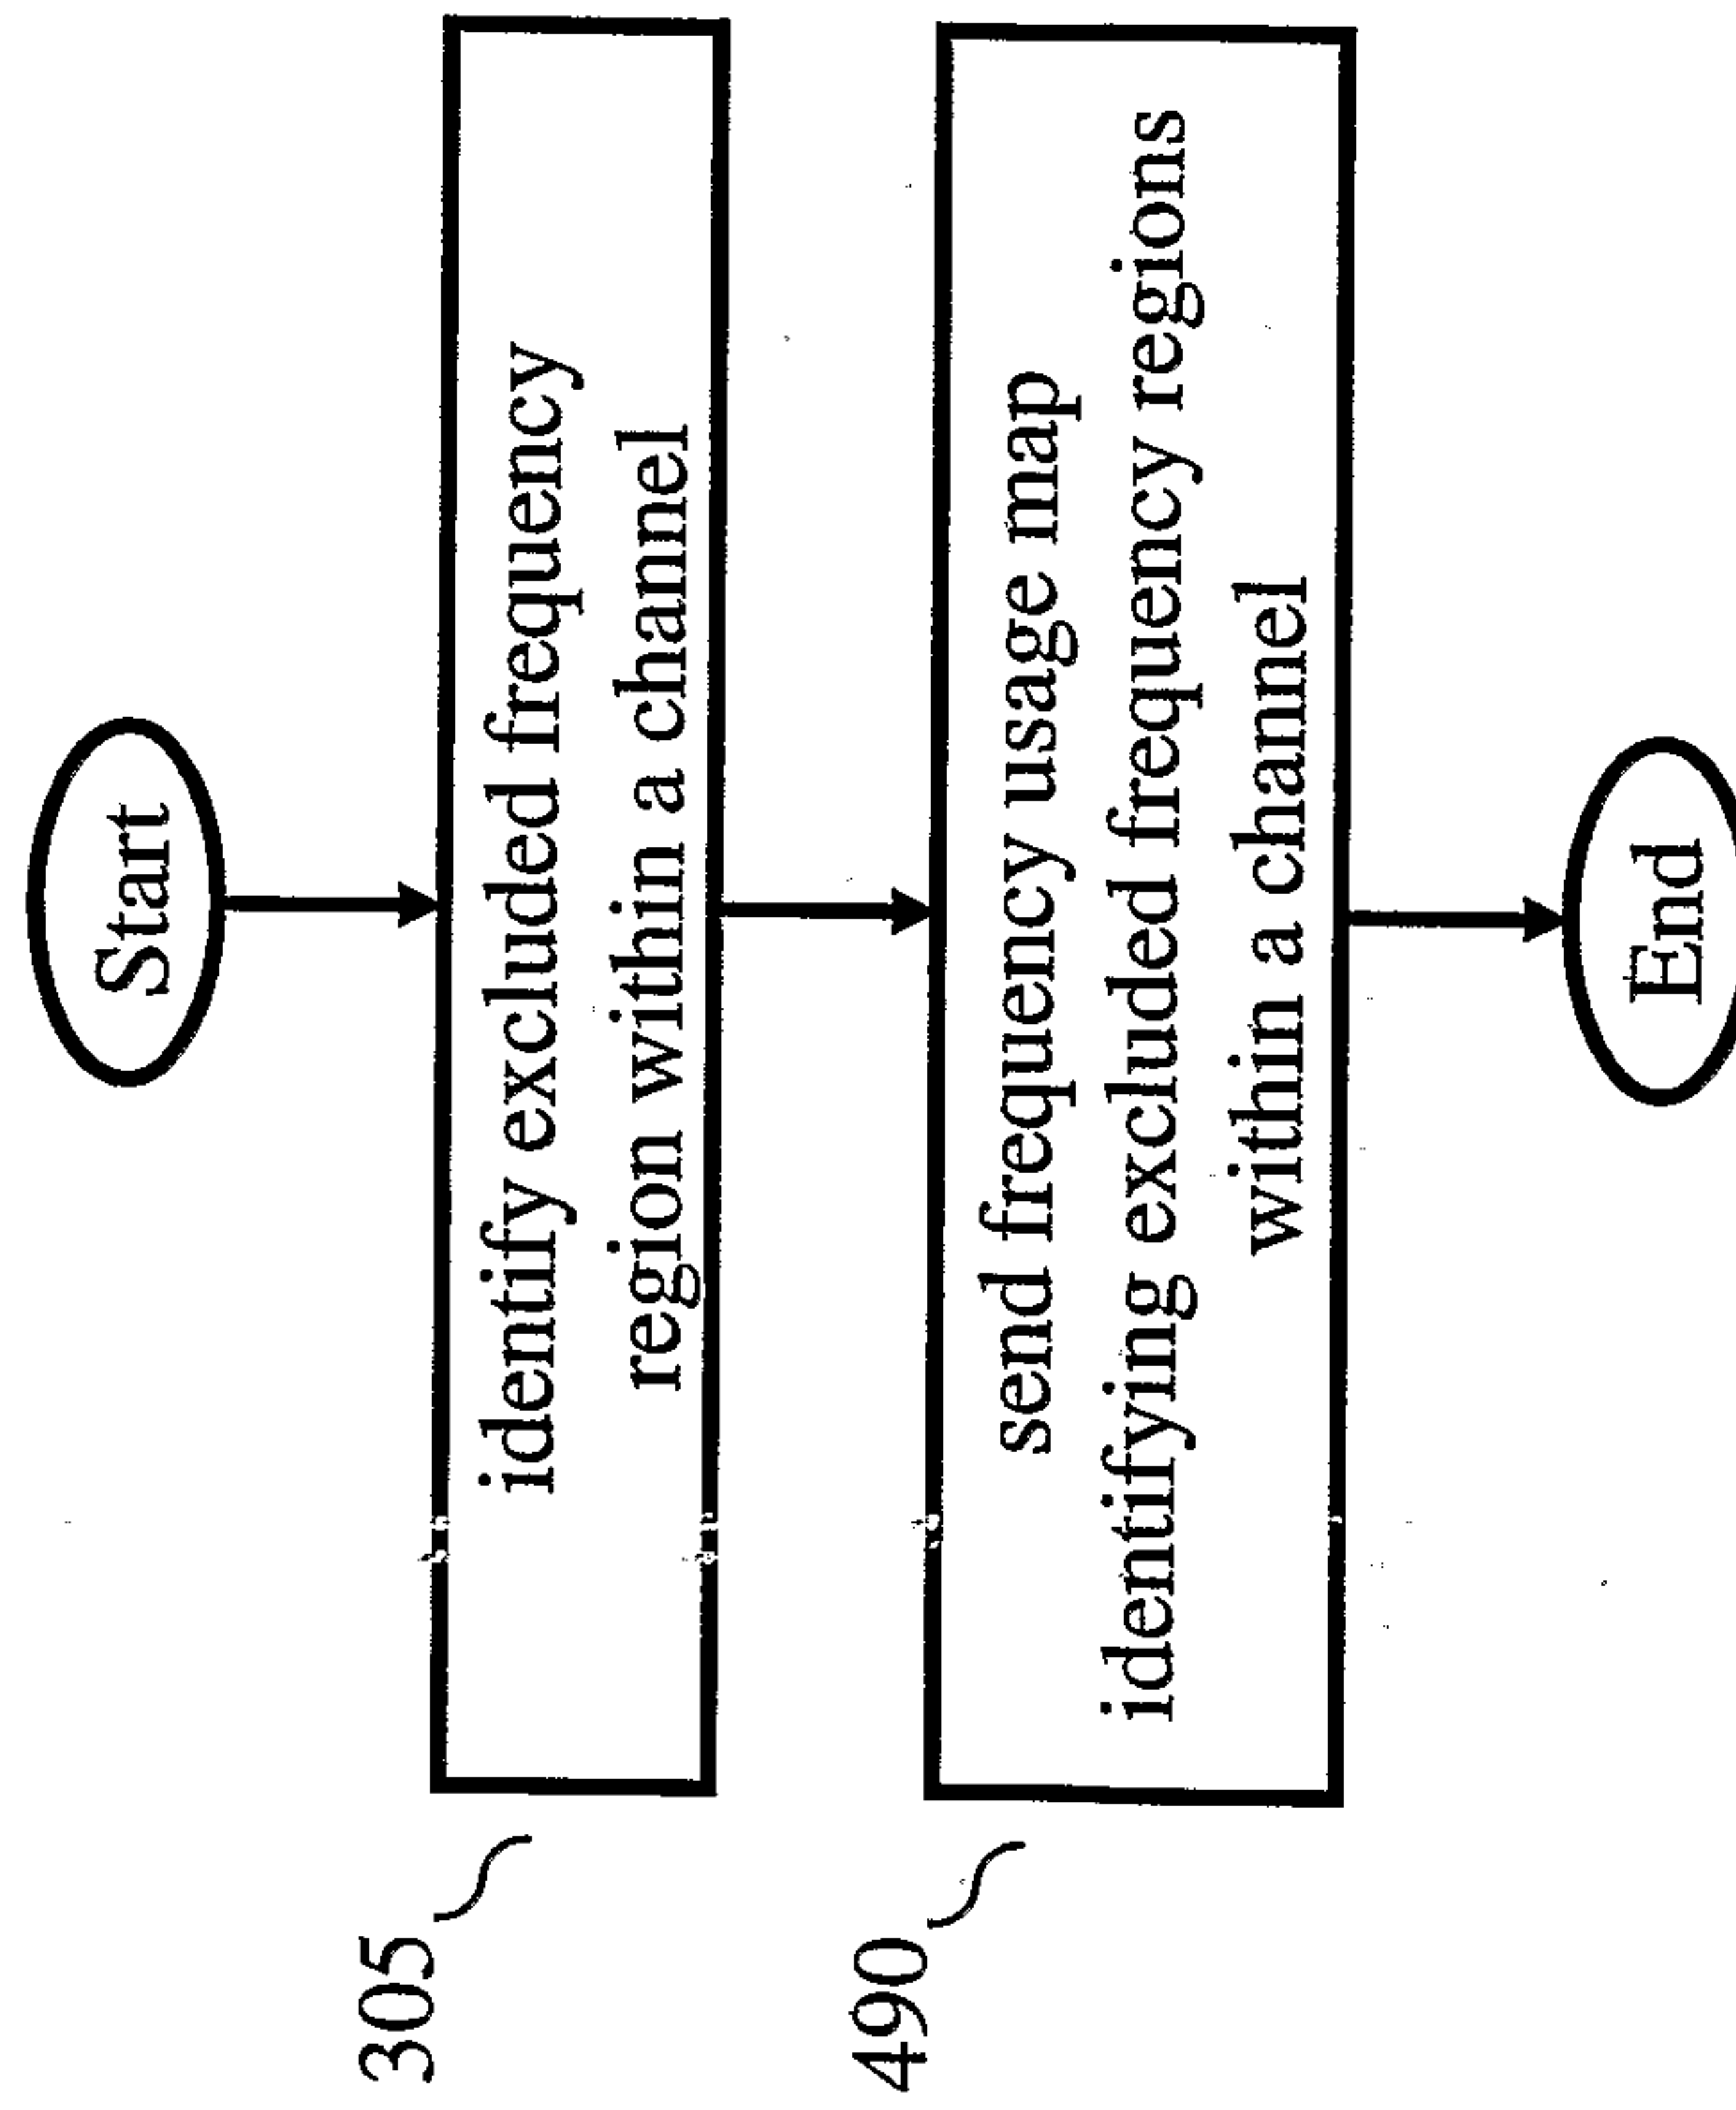 Start
305
identify excluded frequency
region within a channel
490
send frequency usage map
identifying excluded frequency regions
within a channel
End